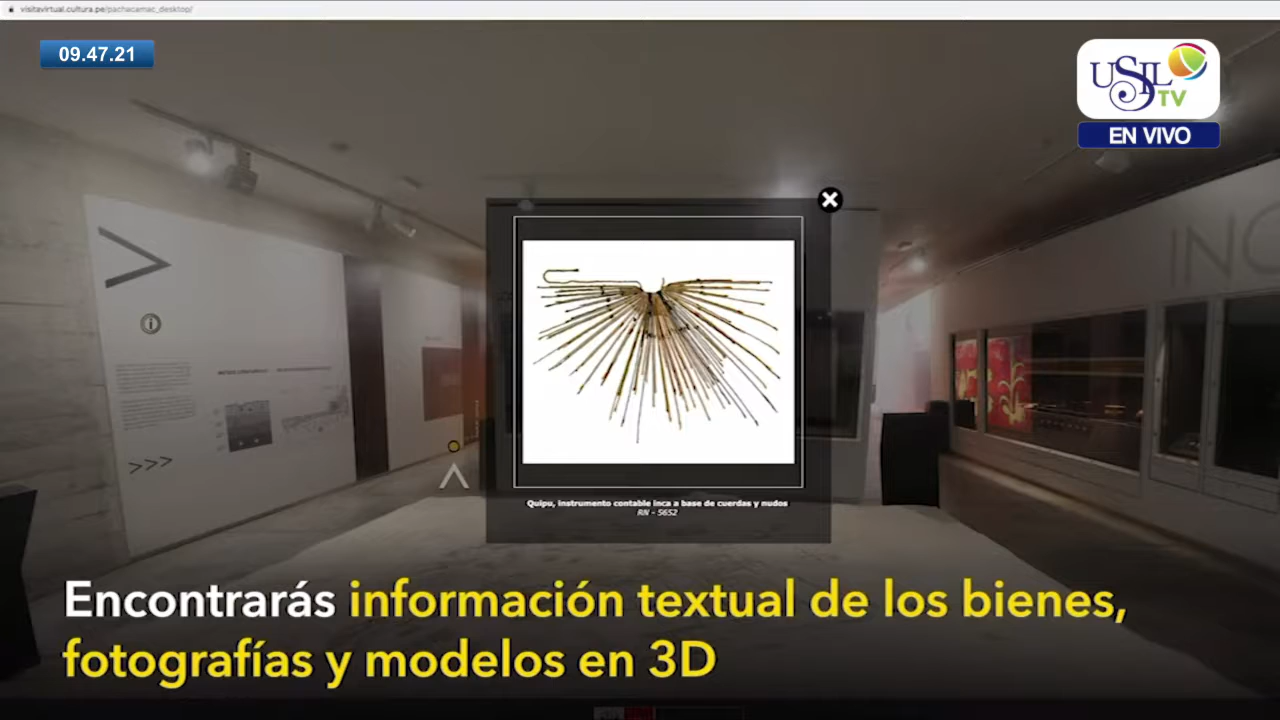 visitavirtual.cultura.pe/pachacamac_desktop/
09.47.21
USIL
TV
EN VIVO
INC
>>>
Quipu, instrumento contable inca a base de cuerdas y nudos
RN - 5652
Encontrarás información textual de los bienes,
fotografías y modelos en 3D